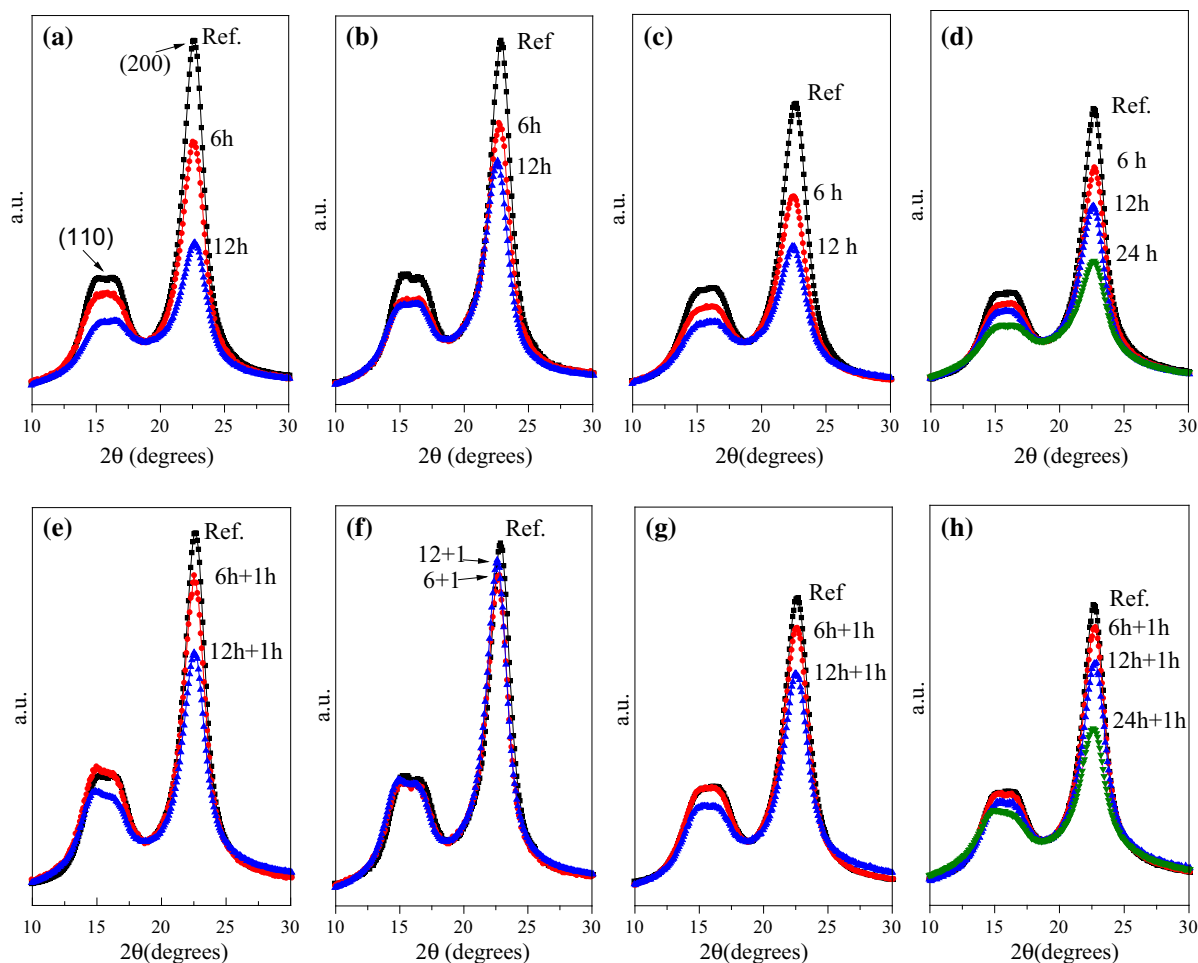 (a)
Ref.
(200)
6h
(110)
12h
a.u.
10 15 20 25 30
2θ (degrees)
(b)
Ref
6h
12h
10 15 20 25 30
2θ (degrees)
(c)
Ref
6 h
12 h
a.u.
10 15 20 25 30
2θ(degrees)
(d)
Ref.
6 h
12h
24 h
a.u.
10 15 20 25 30
2θ (degrees)
(e)
Ref.
6h+1h
12h+1h
a.u.
10 15 20 25 30
2θ(degrees)
(f)
Ref.
12+1
6+1
10 15 20 25 30
2θ(degrees)
(g)
Ref
6h+1h
12h+1h
a.u.
10 15 20 25 30
2θ(degrees)
(h)
Ref.
6h+1h
12h+1h
24h+1h
a.u.
10 15 20 25 30
2θ(degrees)